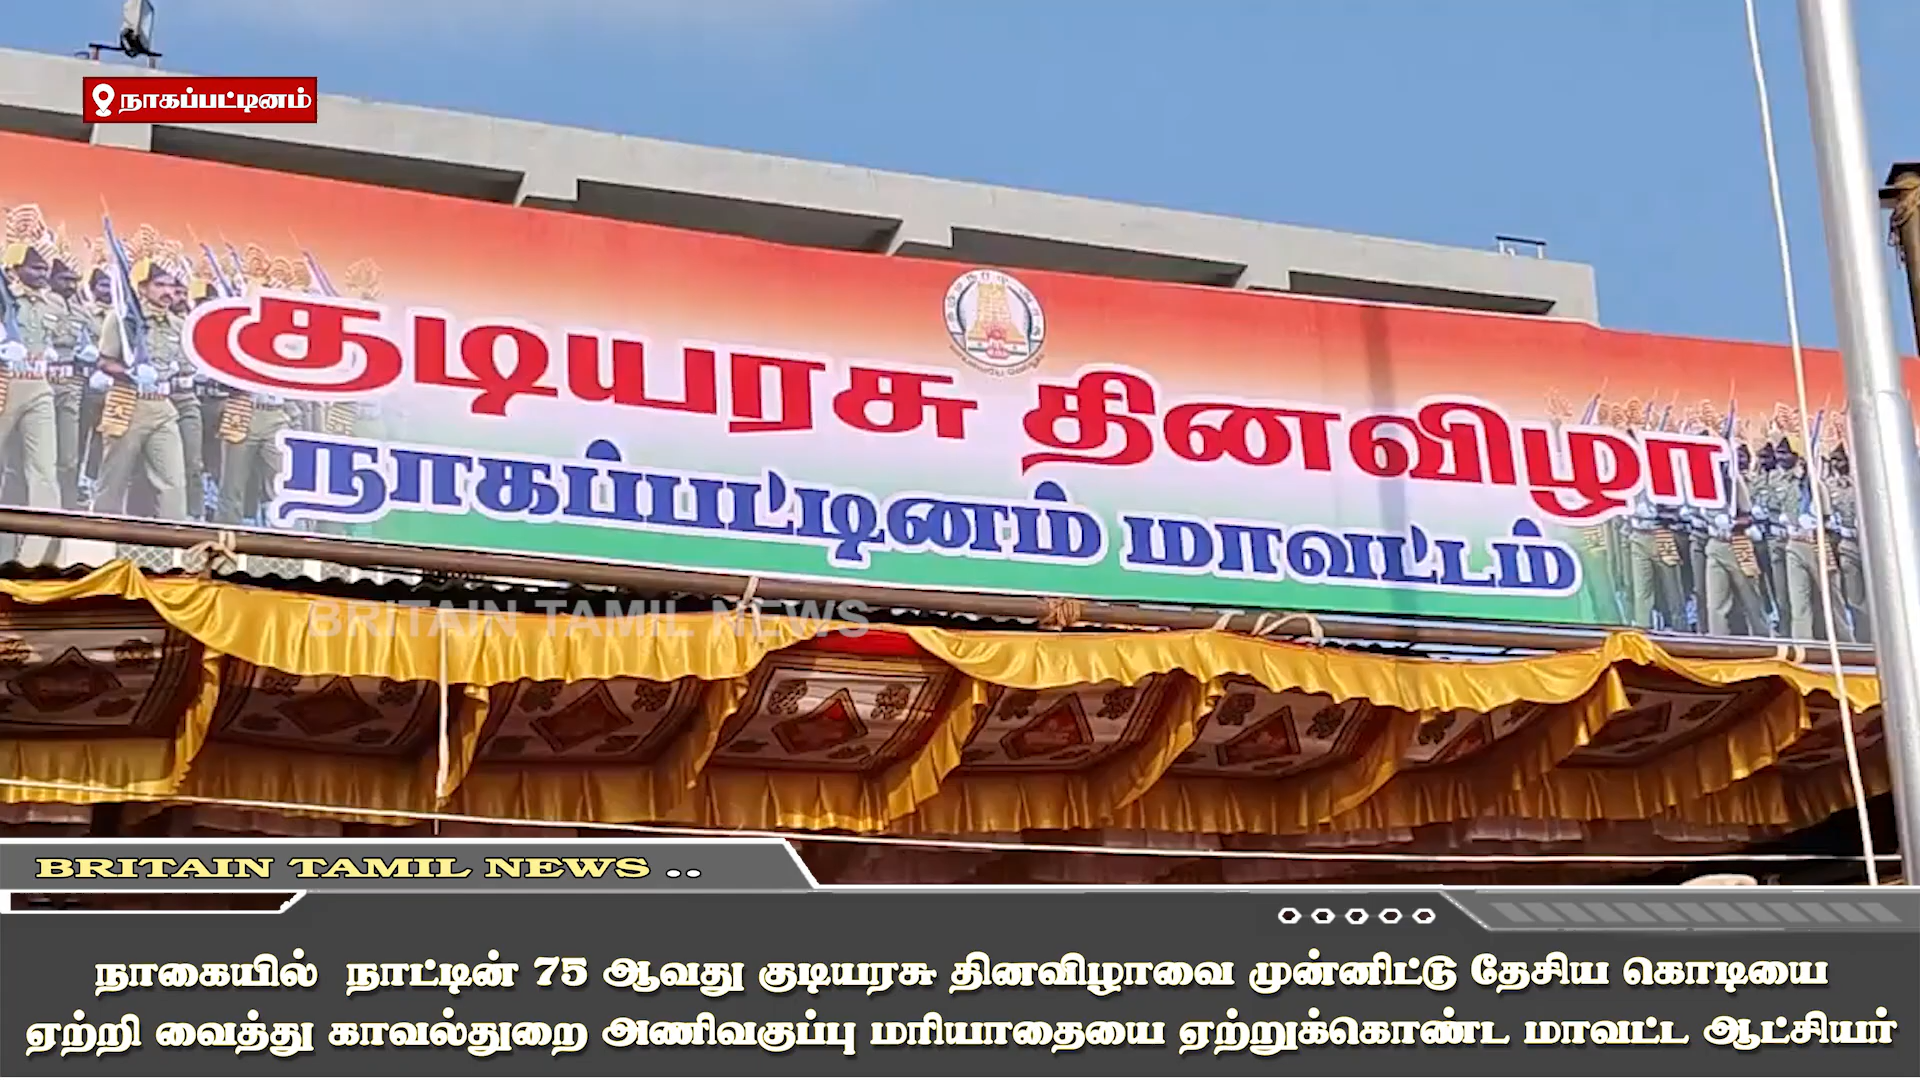 நாகப்பட்டினம்
குடியரசு தினவிழா
நாகப்பட்டினம் மாவட்டம்
BRITAIN TAMIL NEWS
BRITAIN TAMIL NEWS ..
நாகையில் நாட்டின் 75 ஆவது குடியரசு தினவிழாவை முன்னிட்டு தேசிய கொடியை
ஏற்றி வைத்து காவல்துறை அணிவகுப்பு மரியாதையை ஏற்றுக்கொண்ட மாவட்ட ஆட்சியர்